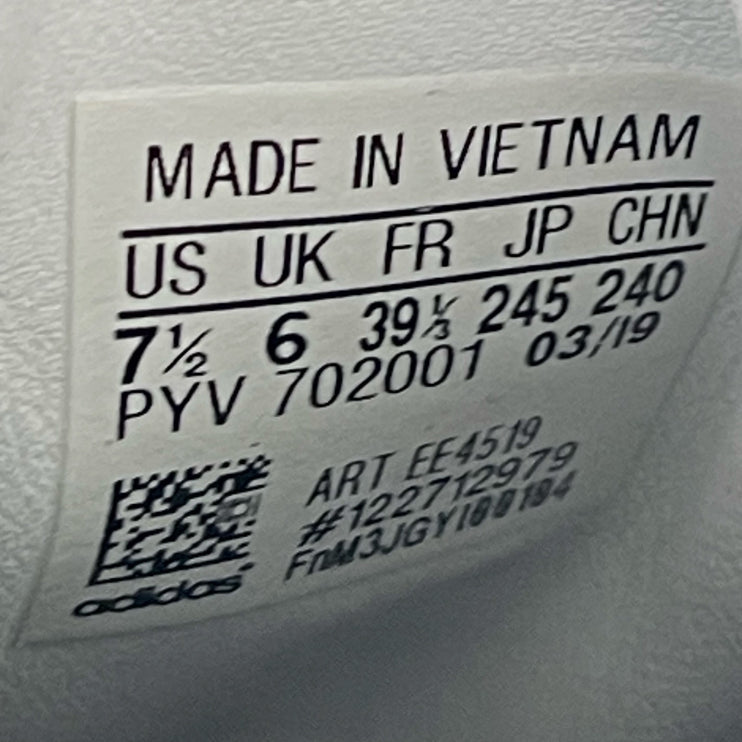 MADE IN VIETNAM
US UK FR JP CHN
7½ 6 39⅓ 245 240
PYV 702001 03/19
ART EE4519
#122712979
adidas